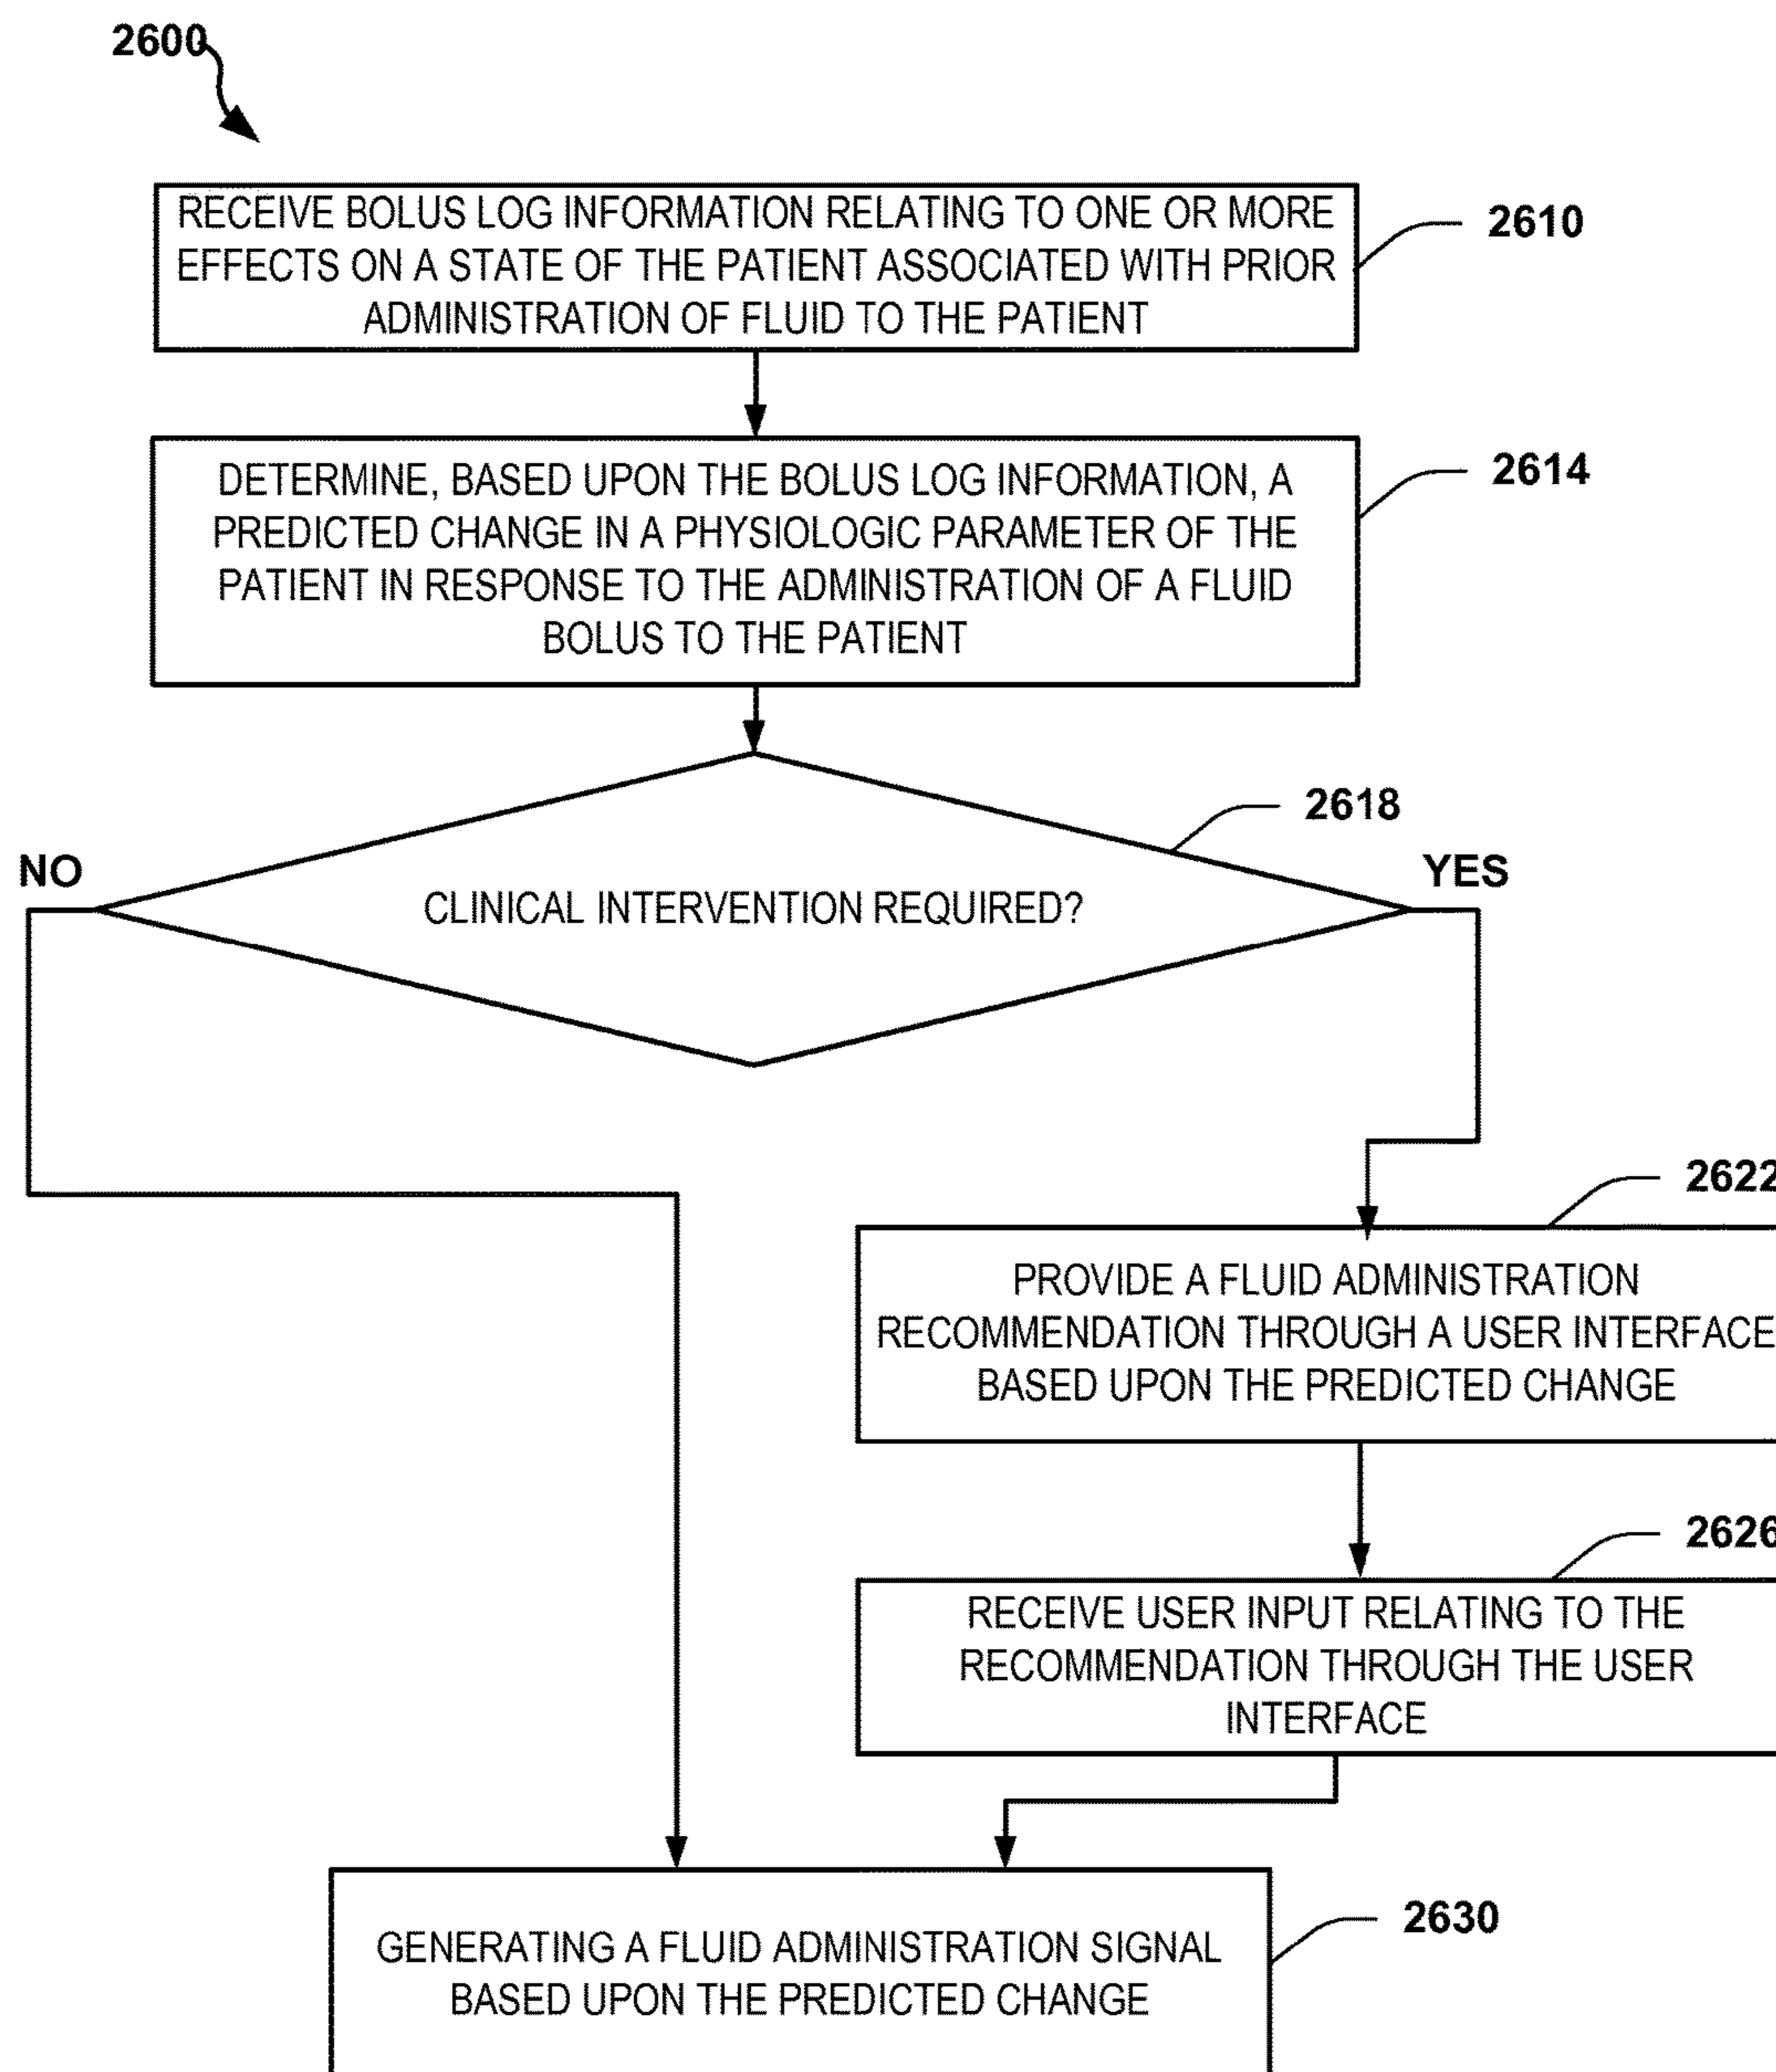 2600
RECEIVE BOLUS LOG INFORMATION RELATING TO ONE OR MORE
EFFECTS ON A STATE OF THE PATIENT ASSOCIATED WITH PRIOR
ADMINISTRATION OF FLUID TO THE PATIENT
2610
DETERMINE, BASED UPON THE BOLUS LOG INFORMATION, A
PREDICTED CHANGE IN A PHYSIOLOGIC PARAMETER OF THE
PATIENT IN RESPONSE TO THE ADMINISTRATION OF A FLUID
BOLUS TO THE PATIENT
2614
2618
NO
YES
CLINICAL INTERVENTION REQUIRED?
2622
PROVIDE A FLUID ADMINISTRATION
RECOMMENDATION THROUGH A USER INTERFACE
BASED UPON THE PREDICTED CHANGE
2626
RECEIVE USER INPUT RELATING TO THE
RECOMMENDATION THROUGH THE USER
INTERFACE
GENERATING A FLUID ADMINISTRATION SIGNAL
BASED UPON THE PREDICTED CHANGE
2630